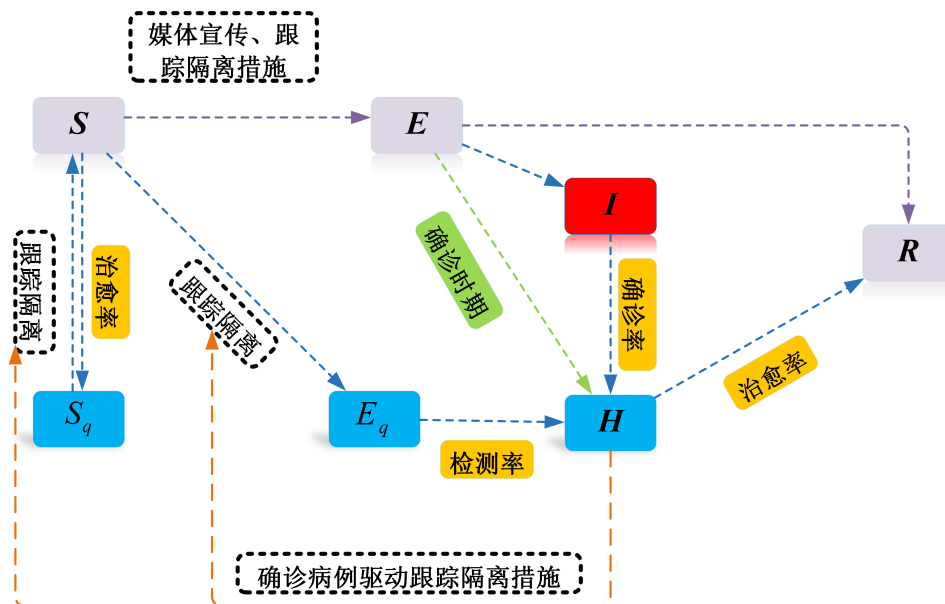 媒体宣传、跟
踪隔离措施
S
E
I
R
跟踪隔离
治愈率
跟踪隔离
确诊时期
确诊率
治愈率
S_q
E_q
H
检测率
确诊病例驱动跟踪隔离措施